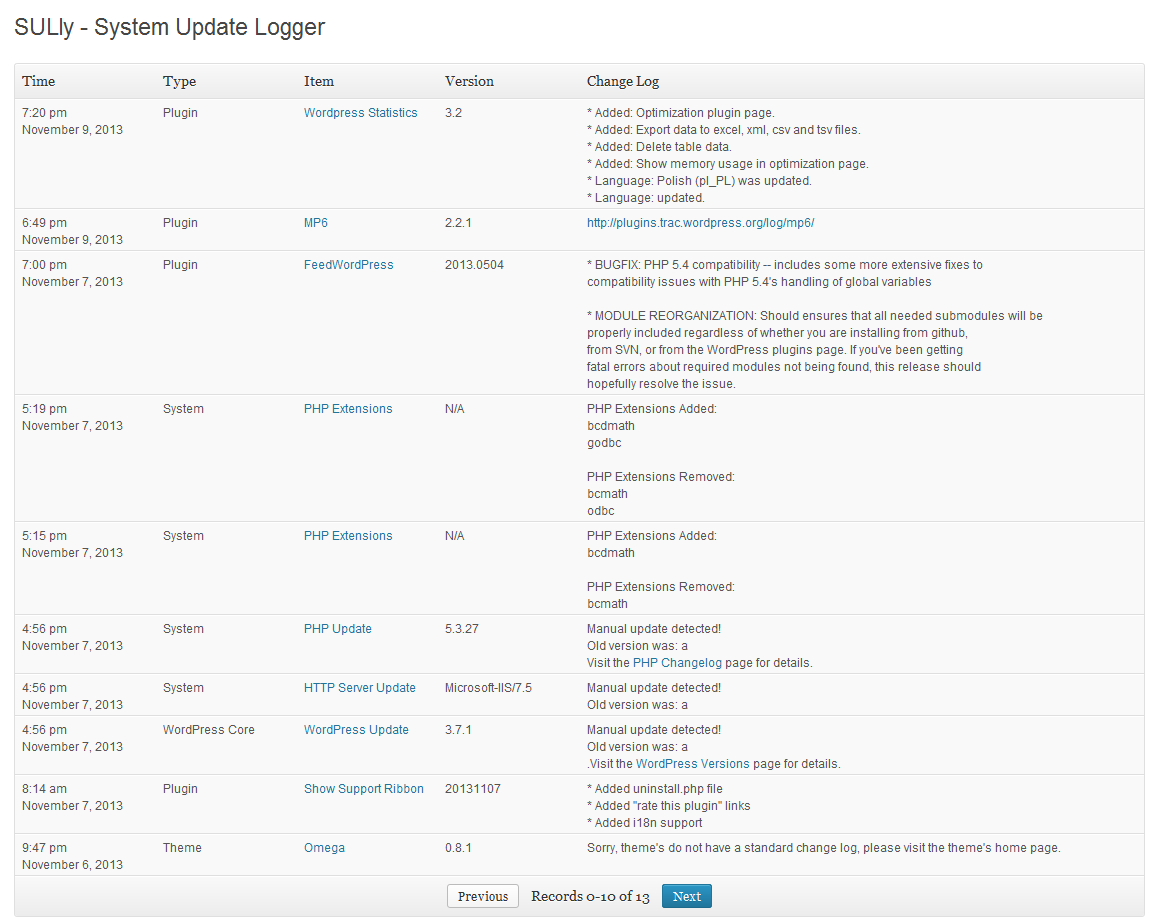 SULly - System Update Logger
Time Type Item Version Change Log
7:20 pm Plugin Wordpress Statistics 3.2 * Added: Optimization plugin page.
November 9, 2013 * Added: Export data to excel, xml, csv and tsv files.
* Added: Delete table data.
* Added: Show memory usage in optimization page.
* Language: Polish (pl_PL) was updated.
* Language: updated.
6:49 pm Plugin MP6 2.2.1 http://plugins.trac.wordpress.org/log/mp6/
November 9, 2013
7:00 pm Plugin FeedWordPress 2013.0504 * BUGFIX: PHP 5.4 compatibility -- includes some more extensive fixes to
November 7, 2013 compatibility issues with PHP 5.4's handling of global variables
* MODULE REORGANIZATION: Should ensures that all needed submodules will be
properly included regardless of whether you are installing from github,
from SVN, or from the WordPress plugins page. If you've been getting
fatal errors about required modules not being found, this release should
hopefully resolve the issue.
5:19 pm System PHP Extensions N/A PHP Extensions Added:
November 7, 2013 bcdmath
godbc
PHP Extensions Removed:
bcmath
odbc
5:15 pm System PHP Extensions N/A PHP Extensions Added:
November 7, 2013 bcdmath
PHP Extensions Removed:
bcmath
4:56 pm System PHP Update 5.3.27 Manual update detected!
November 7, 2013 Old version was: a
Visit the PHP Changelog page for details.
4:56 pm System HTTP Server Update Microsoft-IIS/7.5 Manual update detected!
November 7, 2013 Old version was: a
4:56 pm WordPress Core WordPress Update 3.7.1 Manual update detected!
November 7, 2013 Old version was: a
.Visit the WordPress Versions page for details.
8:14 am Plugin Show Support Ribbon 20131107 * Added uninstall.php file
November 7, 2013 * Added "rate this plugin" links
* Added i18n support
9:47 pm Theme Omega 0.8.1 Sorry, theme's do not have a standard change log, please visit the theme's home page.
November 6, 2013
Previous Records 0-10 of 13 Next